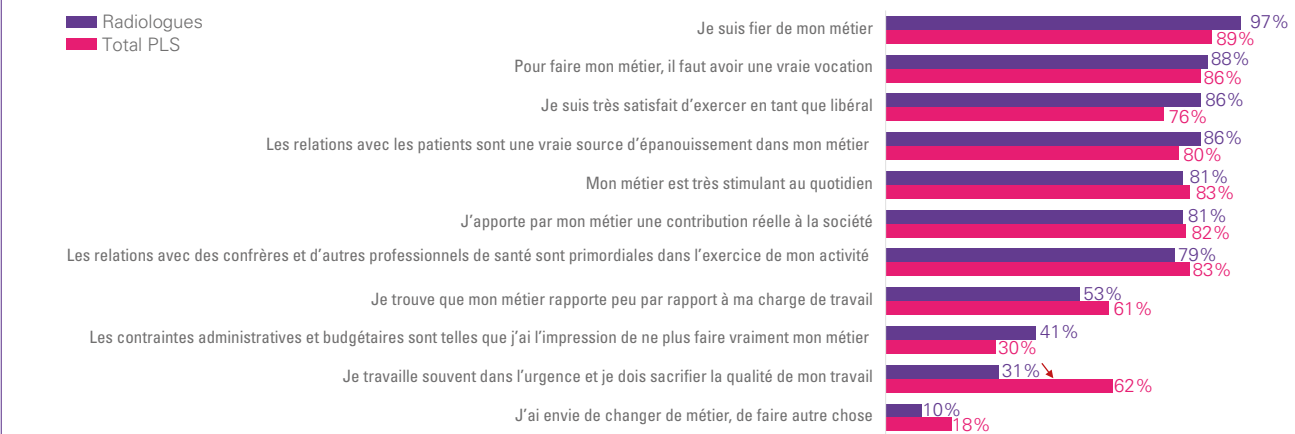 Radiologues
Total PLS
Je suis fier de mon métier
97%
89%
Pour faire mon métier, il faut avoir une vraie vocation
88%
86%
Je suis très satisfait d'exercer en tant que libéral
86%
76%
Les relations avec les patients sont une vraie source d'épanouissement dans mon métier
86%
80%
Mon métier est très stimulant au quotidien
81%
83%
J'apporte par mon métier une contribution réelle à la société
81%
82%
Les relations avec des confrères et d'autres professionnels de santé sont primordiales dans l'exercice de mon activité
79%
83%
Je trouve que mon métier rapporte peu par rapport à ma charge de travail
53%
61%
Les contraintes administratives et budgétaires sont telles que j'ai l'impression de ne plus faire vraiment mon métier
41%
30%
Je travaille souvent dans l'urgence et je dois sacrifier la qualité de mon travail
31%
62%
J'ai envie de changer de métier, de faire autre chose
10%
18%